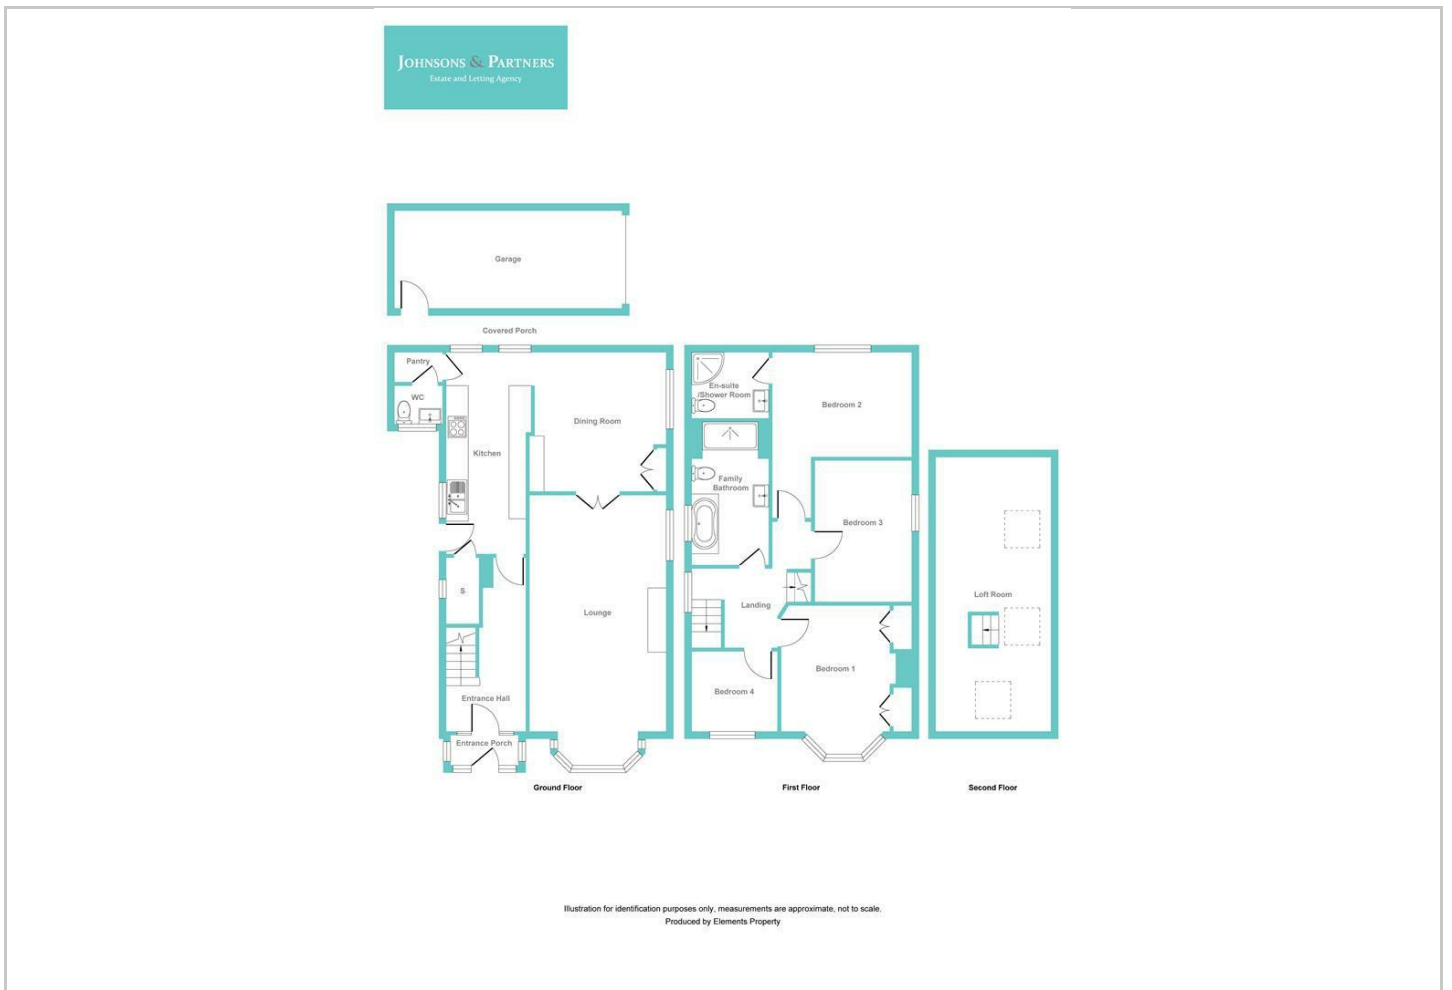 JOHNSONS & PARTNERS
Estate and Letting Agency
Garage
Covered Porch
Pantry
WC
Kitchen
Dining Room
S
Lounge
Entrance Hall
Entrance Porch
Ground Floor
En-suite
/Shower Room
Bedroom 2
Family
Bathroom
Bedroom 3
Landing
Bedroom 1
Bedroom 4
First Floor
Loft Room
Second Floor
Illustration for identification purposes only, measurements are approximate, not to scale.
Produced by Elements Property